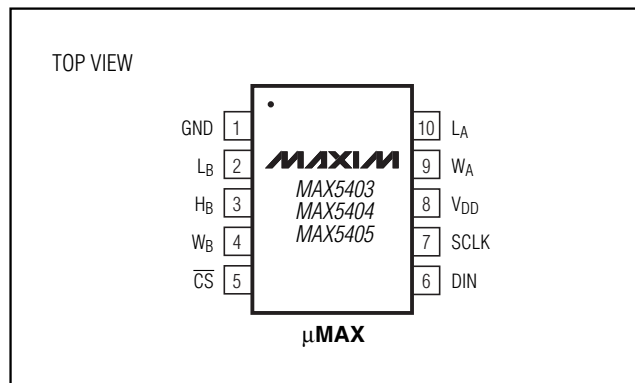 TOP VIEW
GND 1
L_B 2
H_B 3
W_B 4
C̅S̅ 5
MAXIM
MAX5403
MAX5404
MAX5405
10 L_A
9 W_A
8 V_DD
7 SCLK
6 DIN
μMAX